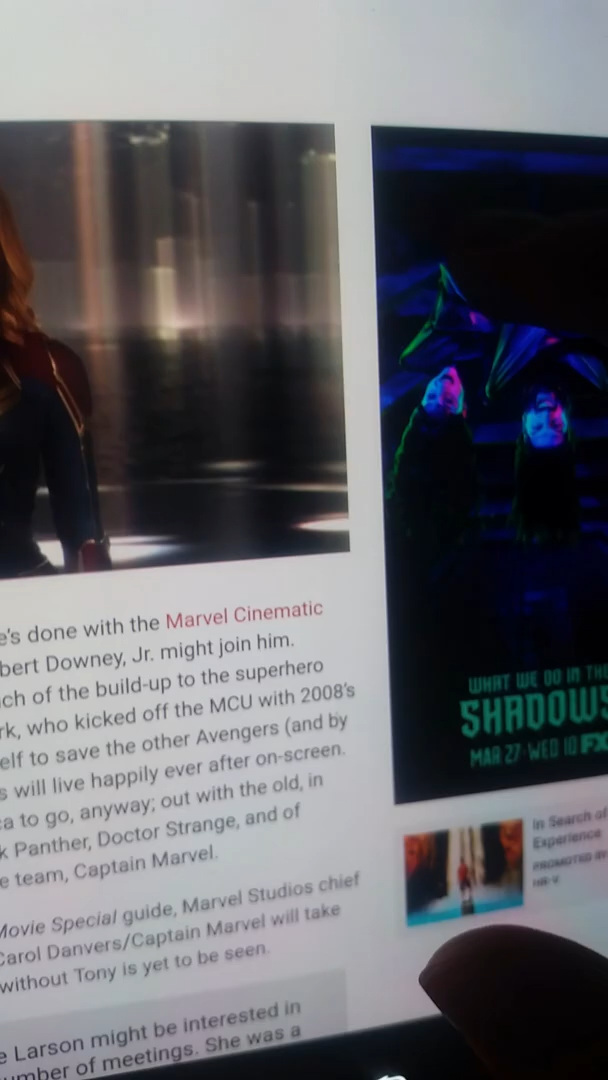 e's done with the Marvel Cinematic
bert Downey, Jr. might join him.
ch of the build-up to the superhero
rk, who kicked off the MCU with 2008's
elf to save the other Avengers (and by
s will live happily ever after on-screen.
ca to go, anyway; out with the old, in
k Panther, Doctor Strange, and of
e team, Captain Marvel.
Movie Special guide, Marvel Studios chief
Carol Danvers/Captain Marvel will take
without Tony is yet to be seen.
e Larson might be interested in
umber of meetings. She was a
WHAT WE DO IN THE
SHADOWS
MAR 27 WED 10 FX
In Search of
Experience
PROMOTED BY
HR-V